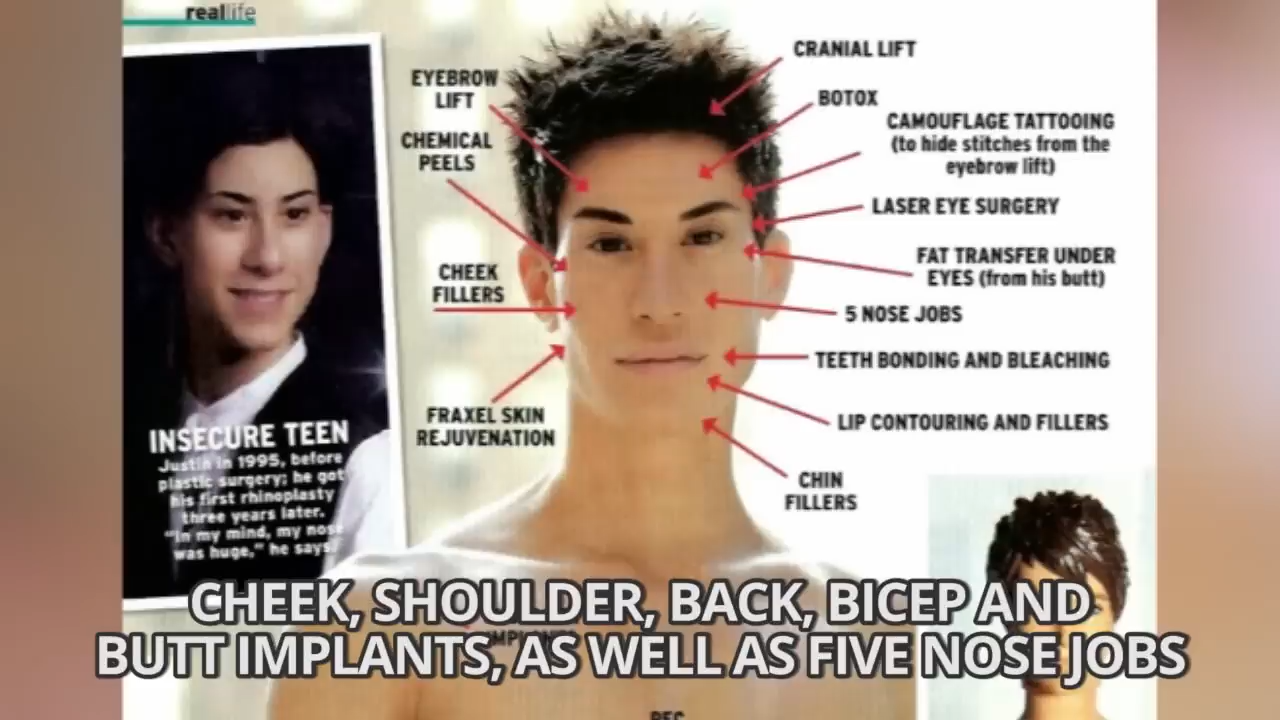 reallife
EYEBROW
LIFT
CHEMICAL
PEELS
CHEEK
FILLERS
FRAXEL SKIN
REJUVENATION
CRANIAL LIFT
BOTOX
CAMOUFLAGE TATTOOING
(to hide stitches from the
eyebrow lift)
LASER EYE SURGERY
FAT TRANSFER UNDER
EYES (from his butt)
5 NOSE JOBS
TEETH BONDING AND BLEACHING
LIP CONTOURING AND FILLERS
CHIN
FILLERS
INSECURE TEEN
Justin in 1995, before
plastic surgery; he got
his first rhinoplasty
three years later.
"In my mind, my nose
was huge," he says
CHEEK, SHOULDER, BACK, BICEP AND
BUTT IMPLANTS, AS WELL AS FIVE NOSE JOBS